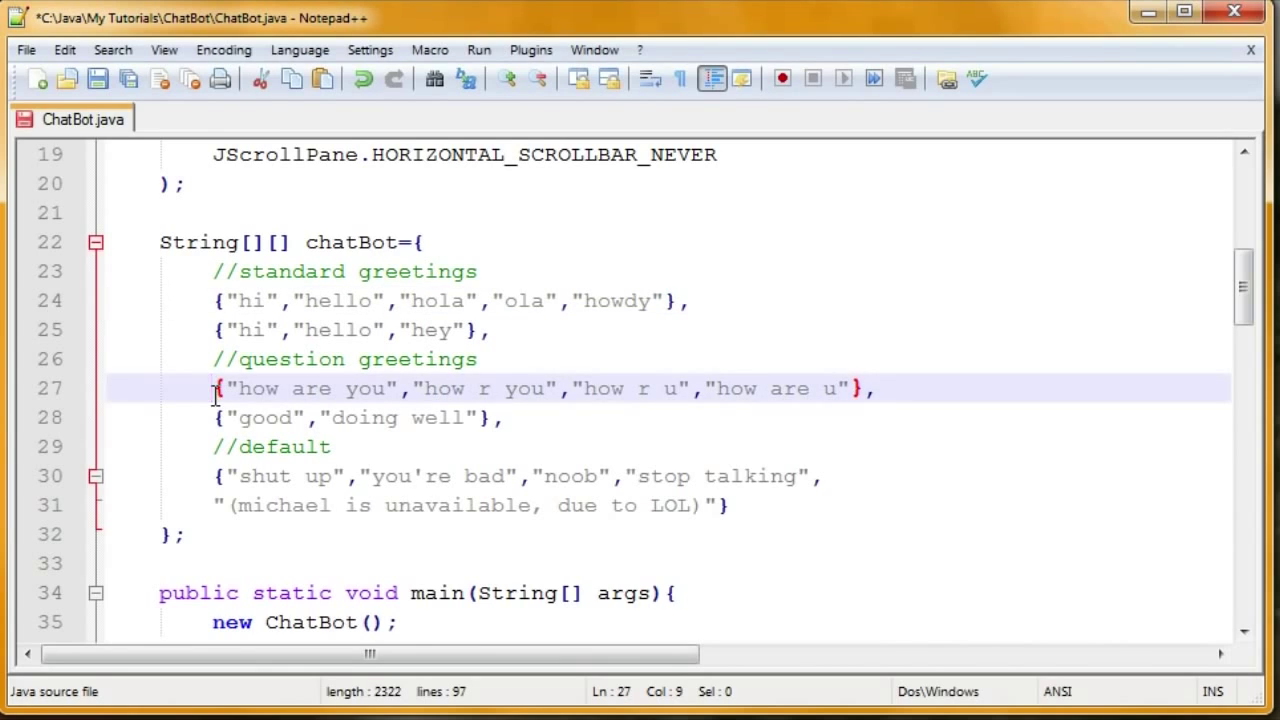 *C:\Java\My Tutorials\ChatBot\ChatBot.java - Notepad++
File Edit Search View Encoding Language Settings Macro Run Plugins Window ? X
ABC
ChatBot.java
19 JScrollPane.HORIZONTAL_SCROLLBAR_NEVER
20 );
21
22 String[][] chatBot={
23 //standard greetings
24 {"hi","hello","hola","ola","howdy"},
25 {"hi","hello","hey"},
26 //question greetings
27 {"how are you","how r you","how r u","how are u"},
28 {"good","doing well"},
29 //default
30 {"shut up","you're bad","noob","stop talking",
31 "(michael is unavailable, due to LOL)"}
32 };
33
34 public static void main(String[] args){
35 new ChatBot();
Java source file length : 2322 lines : 97 Ln : 27 Col : 9 Sel : 0 Dos\Windows ANSI INS